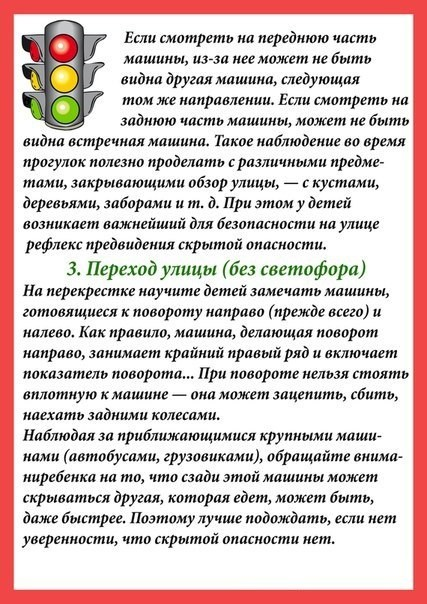 Если смотреть на переднюю часть
машины, из-за нее может не быть
видна другая машина, следующая
том же направлении. Если смотреть на
заднюю часть машины, может не быть
видна встречная машина. Такое наблюдение во время
прогулок полезно проделать с различными предме-
тами, закрывающими обзор улицы, — с кустами,
деревьями, заборами и т. д. При этом у детей
возникает важнейший для безопасности на улице
рефлекс предвидения скрытой опасности.
3. Переход улицы (без светофора)
На перекрестке научите детей замечать машины,
готовящиеся к повороту направо (прежде всего) и
налево. Как правило, машина, делающая поворот
направо, занимает крайний правый ряд и включает
показатель поворота... При повороте нельзя стоять
вплотную к машине — она может зацепить, сбить,
наехать задними колесами.
Наблюдая за приближающимися крупными маши-
нами (автобусами, грузовиками), обращайте внима-
ниребенка на то, что сзади этой машины может
скрываться другая, которая едет, может быть,
даже быстрее. Поэтому лучше подождать, если нет
уверенности, что скрытой опасности нет.